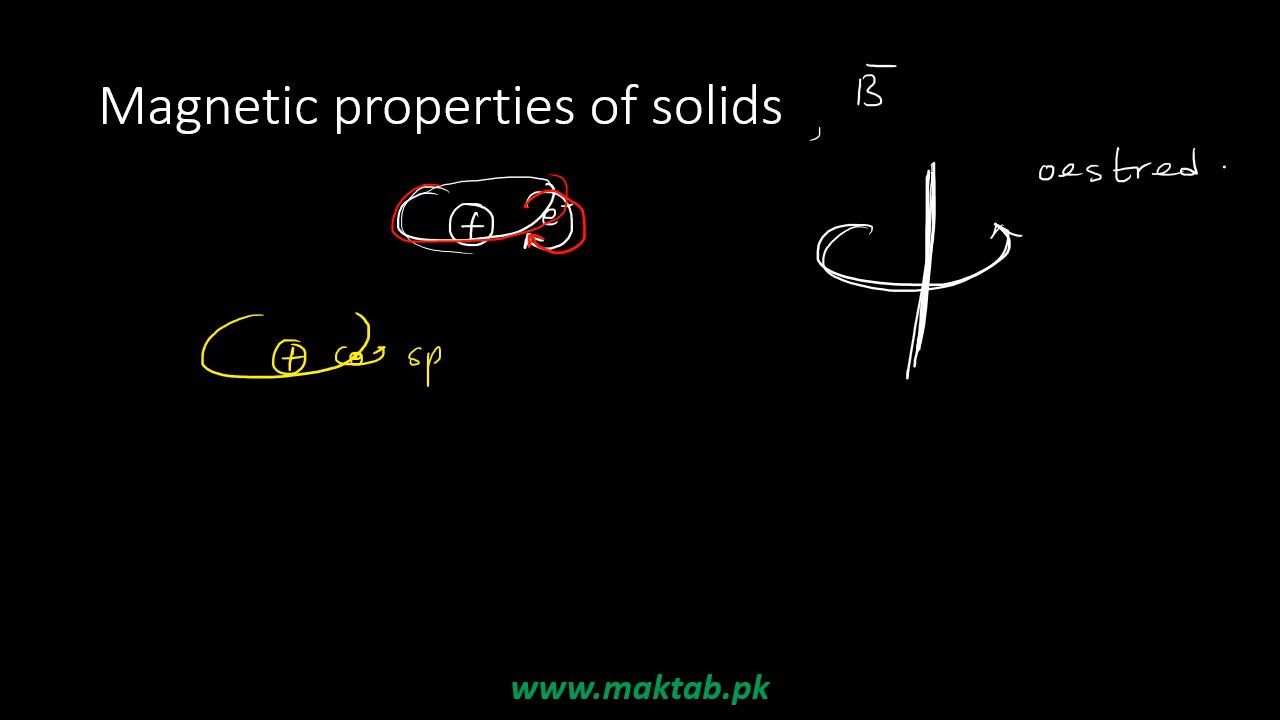 Magnetic properties of solids
B
oestred .
+ e-
+ sp
www.maktab.pk